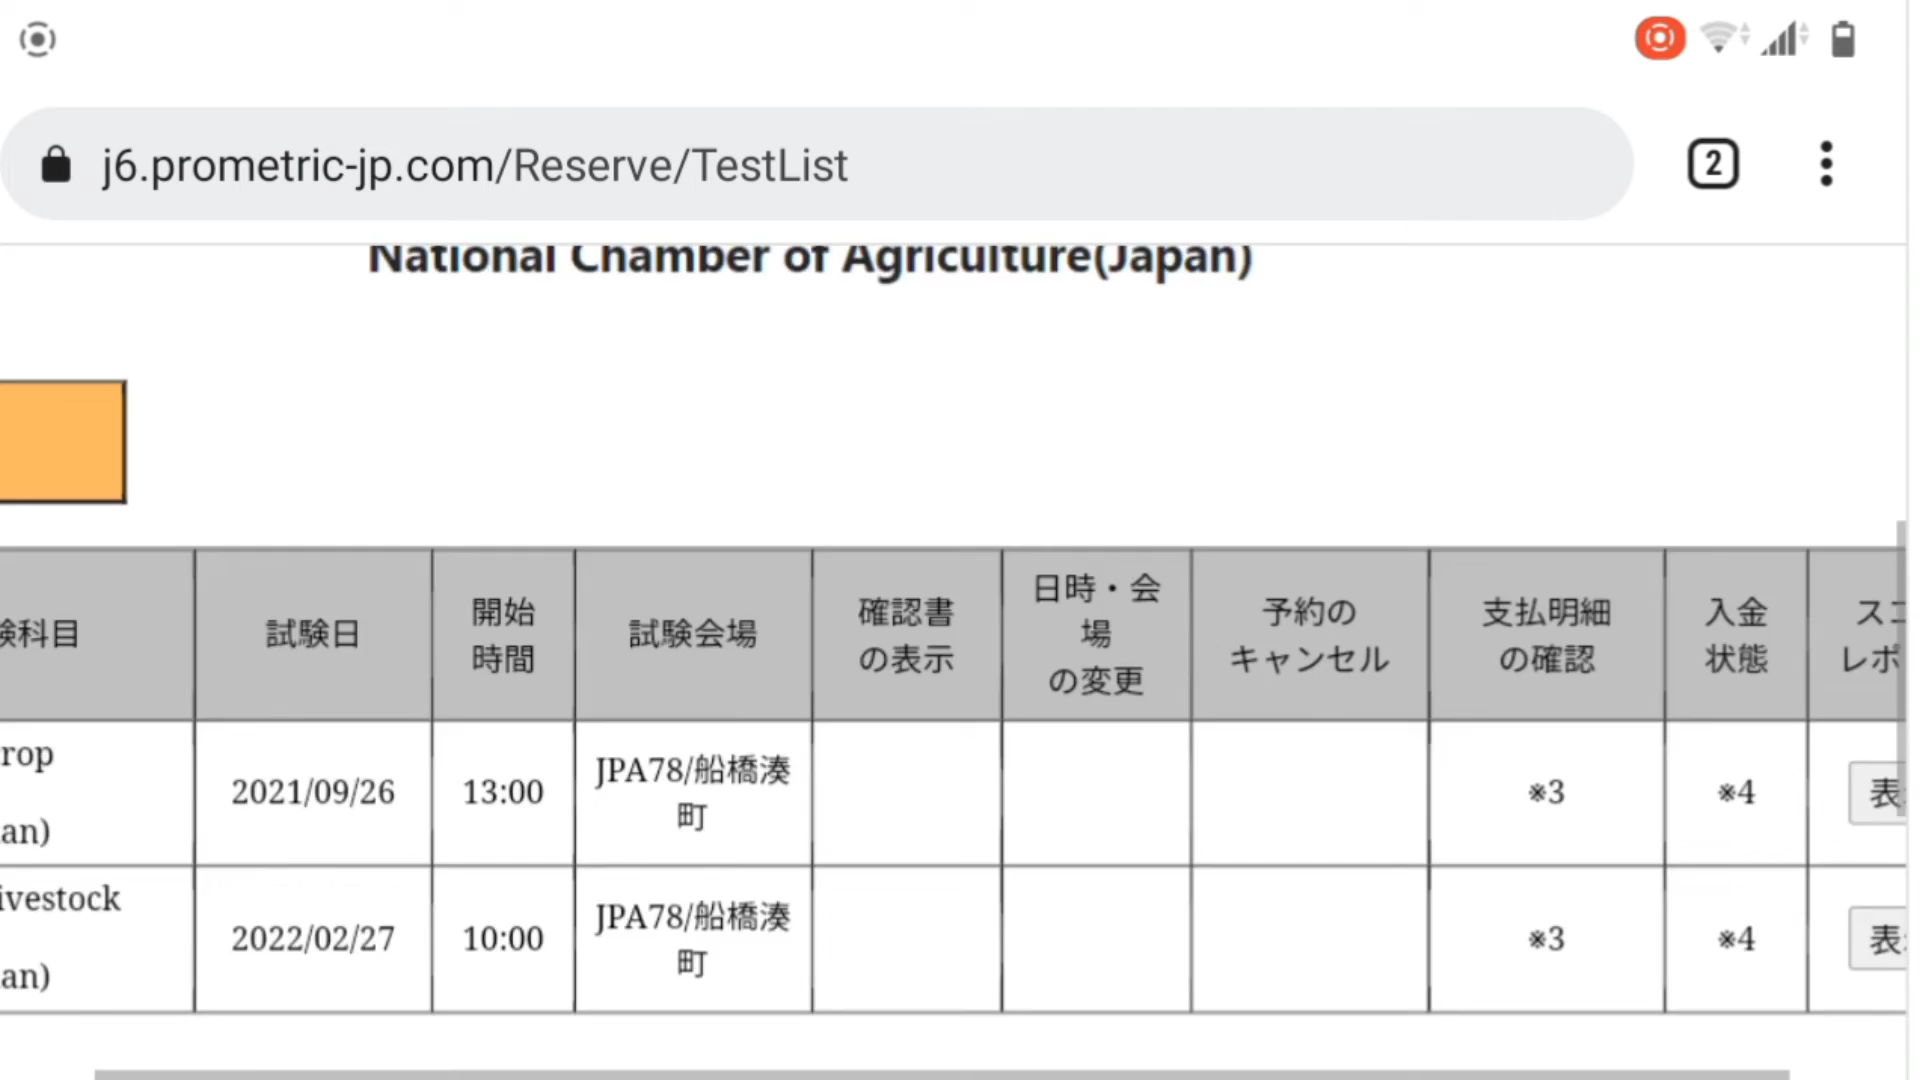 j6.prometric-jp.com/Reserve/TestList
2
National Chamber of Agriculture(Japan)
験科目
試験日
開始
時間
試験会場
確認書
の表示
日時・会
場
の変更
予約の
キャンセル
支払明細
の確認
入金
状態
スコ
レポ
rop
an)
2021/09/26
13:00
JPA78/船橋湊
町
※3
※4
表
ivestock
an)
2022/02/27
10:00
JPA78/船橋湊
町
※3
※4
表